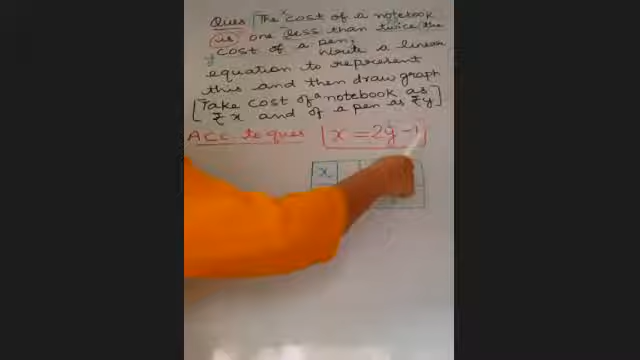 Ques The cost of a notebook
is one less than twice the
cost of a pen. Write a linear
equation to represent
this and then draw graph
[Take cost of a notebook as
₹ x and of a pen as ₹ y]
Acc. to ques x = 2y - 1
x